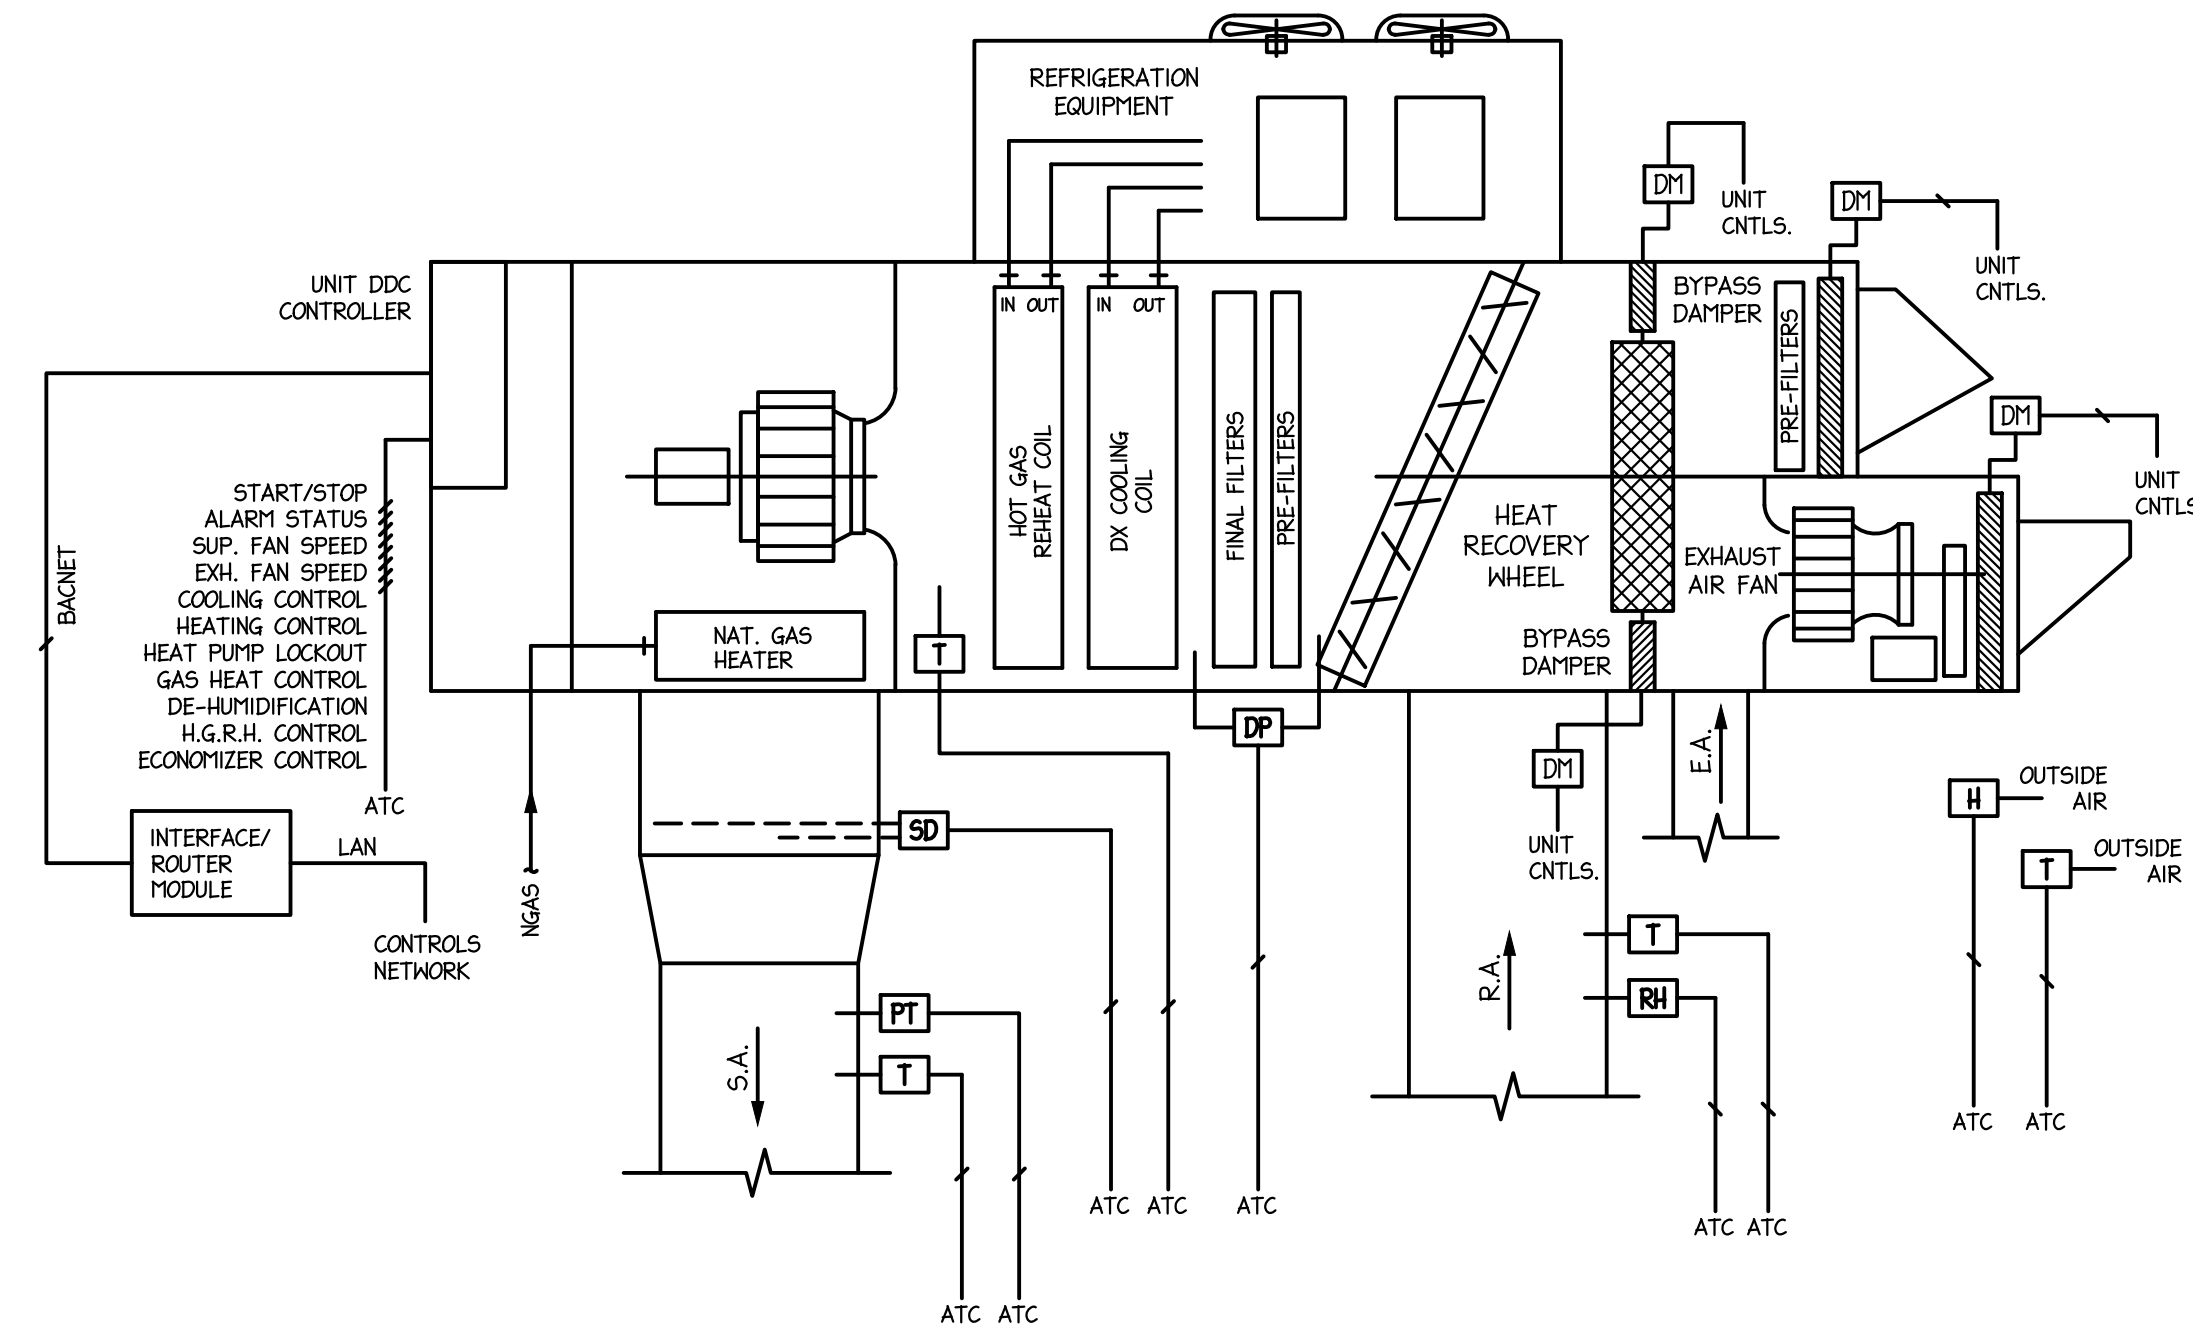 REFRIGERATION
EQUIPMENT
DM
UNIT
CNTLS.
DM
UNIT
CNTLS.
UNIT DDC
CONTROLLER
IN OUT
IN OUT
BYPASS
DAMPER
PRE-FILTERS
DM
UNIT
CNTLS
HOT GAS
REHEAT COIL
DX COOLING
COIL
FINAL FILTERS
PRE-FILTERS
HEAT
RECOVERY
WHEEL
EXHAUST
AIR FAN
BYPASS
DAMPER
START/STOP
ALARM STATUS
SUP. FAN SPEED
EXH. FAN SPEED
COOLING CONTROL
HEATING CONTROL
HEAT PUMP LOCKOUT
GAS HEAT CONTROL
DE-HUMIDIFICATION
H.G.R.H. CONTROL
ECONOMIZER CONTROL
ATC
BACNET
NAT. GAS
HEATER
T
DP
DM
UNIT
CNTLS.
E.A.
H
OUTSIDE
AIR
T
OUTSIDE
AIR
INTERFACE/
ROUTER
MODULE
LAN
CONTROLS
NETWORK
NGAS
SD
PT
T
S.A.
R.A.
T
RH
ATC
ATC
ATC
ATC
ATC
ATC
ATC
ATC
ATC